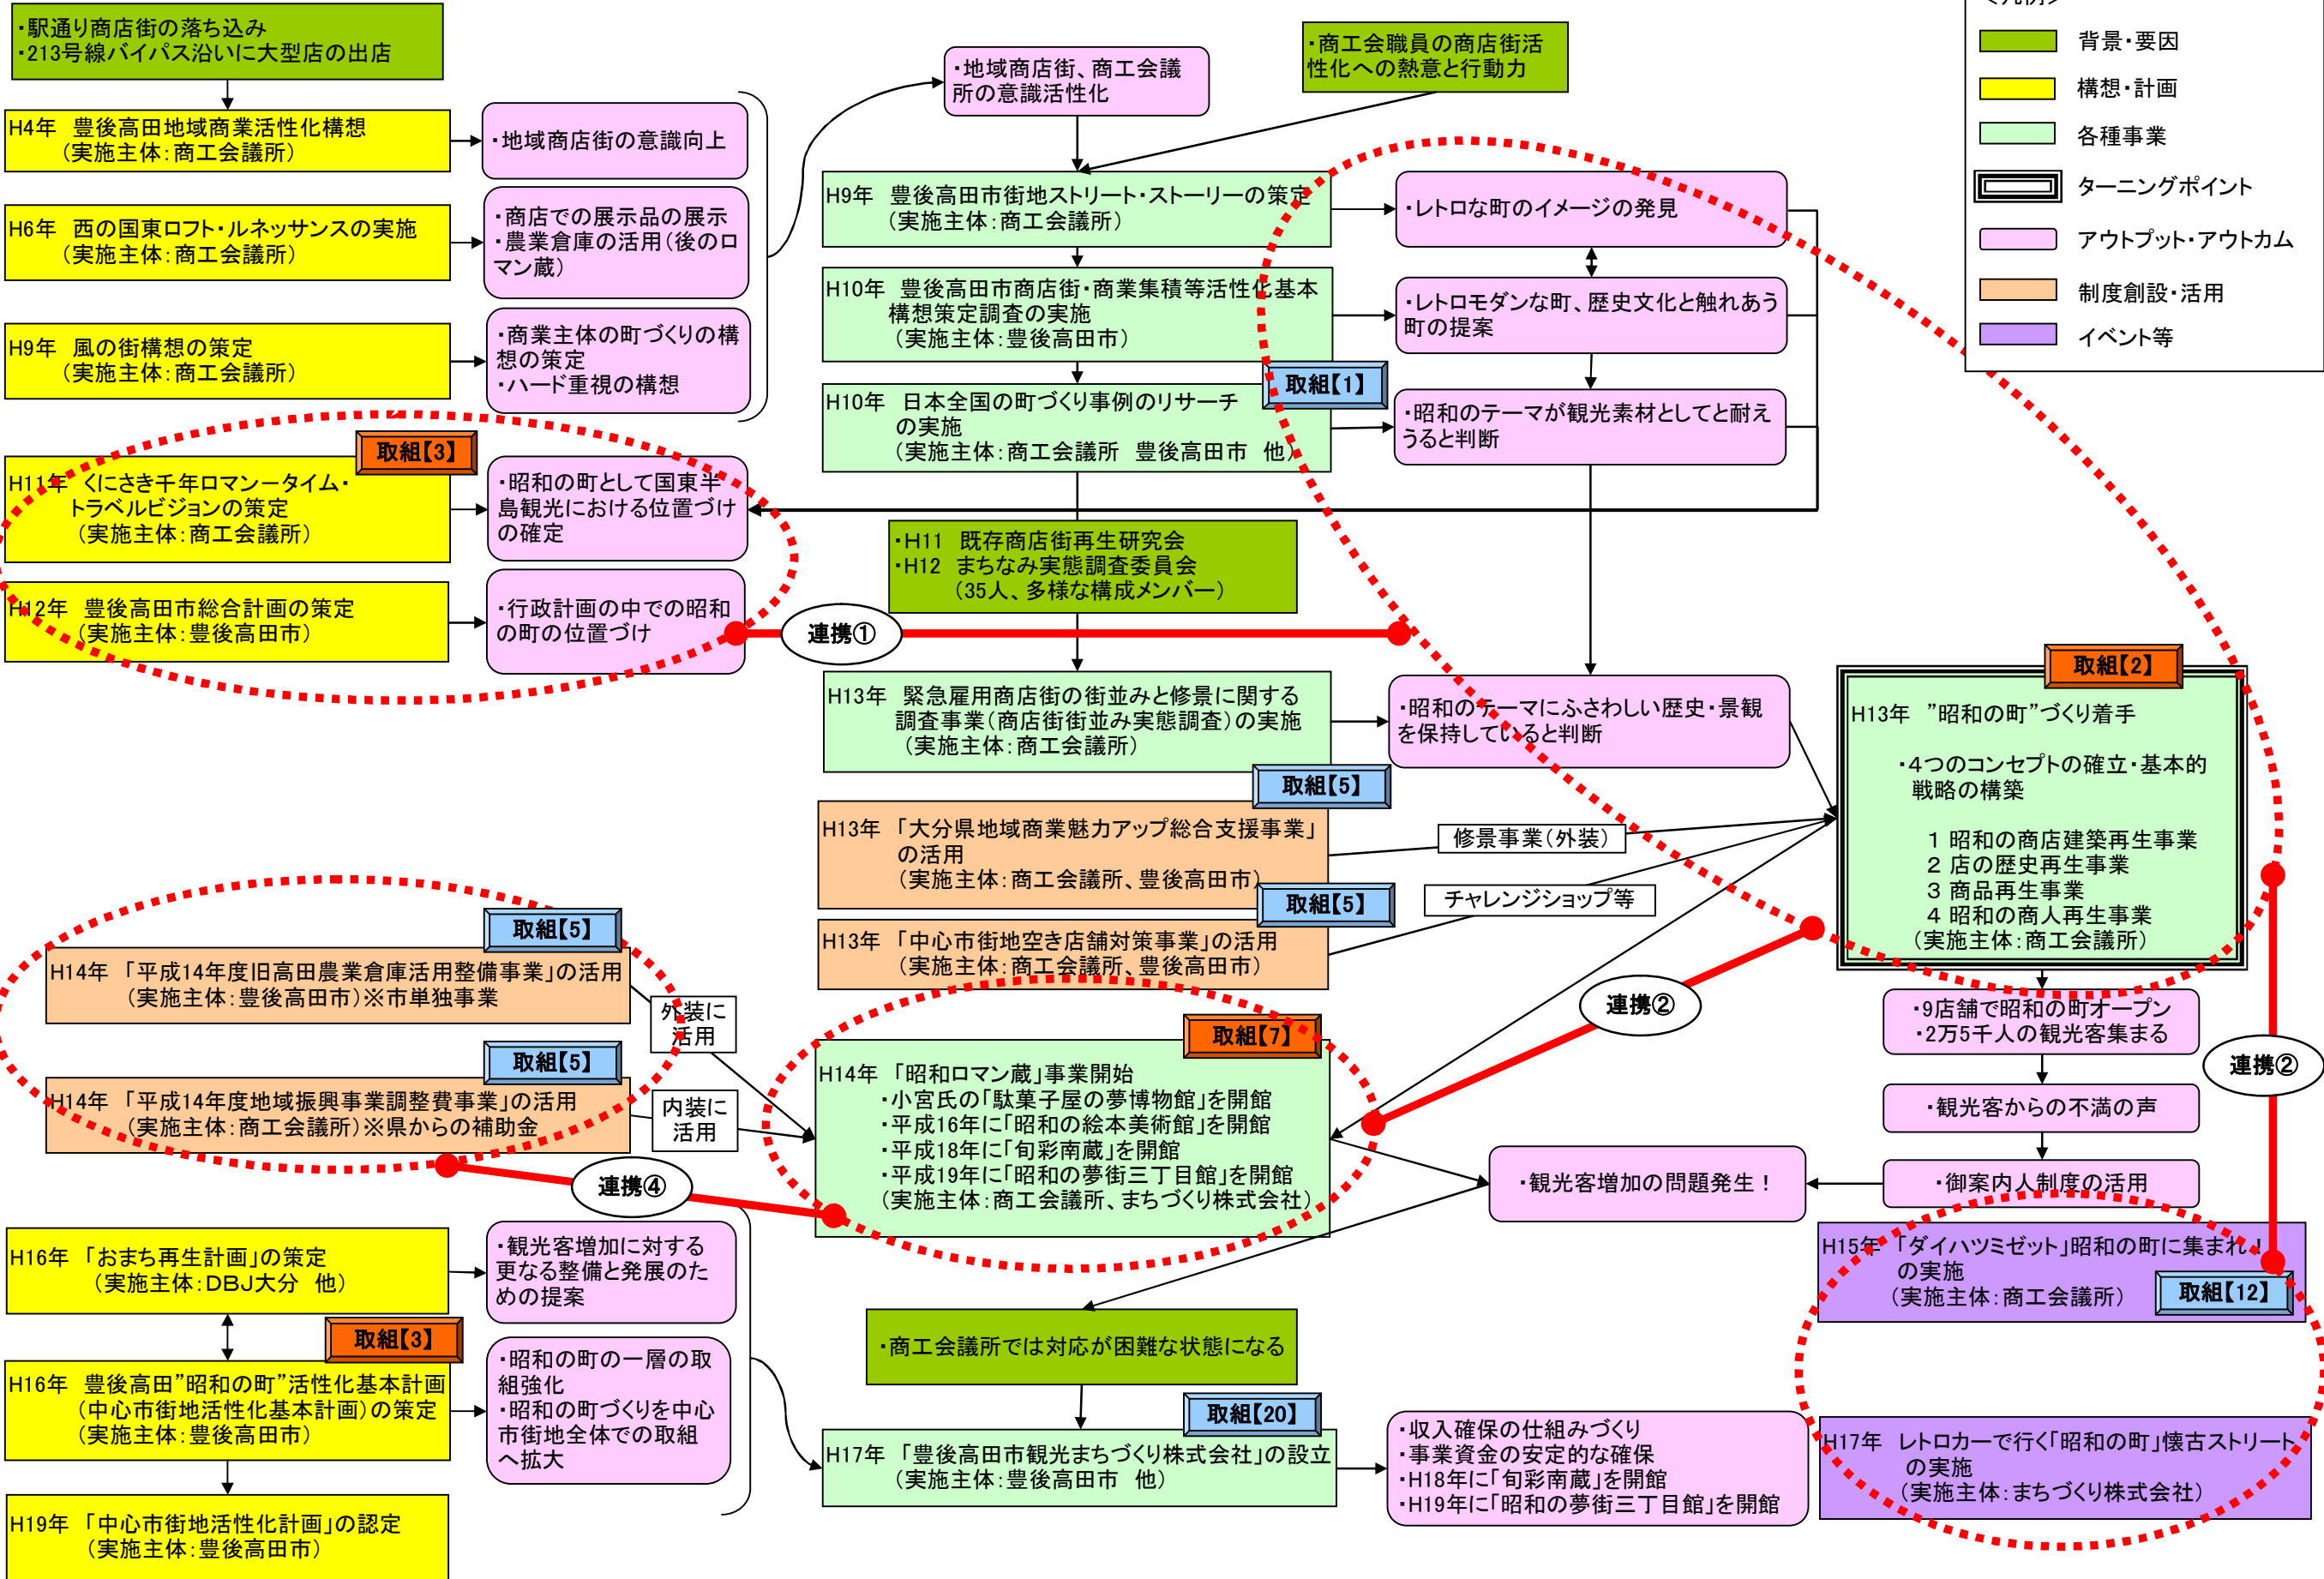 ・駅通り商店街の落ち込み
・213号線バイパス沿いに大型店の出店
H4年　豊後高田地域商業活性化構想
（実施主体：商工会議所）
・地域商店街の意識向上
H6年　西の国東ロフト・ルネッサンスの実施
（実施主体：商工会議所）
・商店での展示品の展示
・農業倉庫の活用（後のロ
マン蔵）
H9年　風の街構想の策定
（実施主体：商工会議所）
・商業主体の町づくりの構
想の策定
・ハード重視の構想
取組【3】
H11年　くにさき千年ロマンータイム・
トラベルビジョンの策定
（実施主体：商工会議所）
・昭和の町として国東半
島観光における位置づけ
の確定
H12年　豊後高田市総合計画の策定
（実施主体：豊後高田市）
・行政計画の中での昭和
の町の位置づけ
連携①
・地域商店街、商工会議
所の意識活性化
・商工会職員の商店街活
性化への熱意と行動力
H9年　豊後高田市街地ストリート・ストーリーの策定
（実施主体：商工会議所）
・レトロな町のイメージの発見
H10年　豊後高田市商店街・商業集積等活性化基本
構想策定調査の実施
（実施主体：豊後高田市）
・レトロモダンな町、歴史文化と触れあう
町の提案
取組【1】
H10年　日本全国の町づくり事例のリサーチ
の実施
（実施主体：商工会議所　豊後高田市　他）
・昭和のテーマが観光素材としてと耐え
うると判断
・H11　既存商店街再生研究会
・H12　まちなみ実態調査委員会
（35人、多様な構成メンバー）
H13年　緊急雇用商店街の街並みと修景に関する
調査事業（商店街街並み実態調査）の実施
（実施主体：商工会議所）
・昭和のテーマにふさわしい歴史・景観
を保持していると判断
取組【5】
H13年　「大分県地域商業魅力アップ総合支援事業」
の活用
（実施主体：商工会議所、豊後高田市）
修景事業（外装）
取組【5】
H13年　「中心市街地空き店舗対策事業」の活用
（実施主体：商工会議所、豊後高田市）
チャレンジショップ等
背景・要因
構想・計画
各種事業
ターニングポイント
アウトプット・アウトカム
制度創設・活用
イベント等
取組【2】
H13年　”昭和の町”づくり着手
・4つのコンセプトの確立・基本的
戦略の構築
1 昭和の商店建築再生事業
2 店の歴史再生事業
3 商品再生事業
4 昭和の商人再生事業
（実施主体：商工会議所）
・9店舗で昭和の町オープン
・2万5千人の観光客集まる
・観光客からの不満の声
・御案内人制度の活用
・観光客増加の問題発生！
連携②
連携②
取組【5】
H14年　「平成14年度旧高田農業倉庫活用整備事業」の活用
（実施主体：豊後高田市）※市単独事業
外装に
活用
取組【5】
H14年　「平成14年度地域振興事業調整費事業」の活用
（実施主体：商工会議所）※県からの補助金
内装に
活用
連携④
取組【7】
H14年　「昭和ロマン蔵」事業開始
・小宮氏の「駄菓子屋の夢博物館」を開館
・平成16年に「昭和の絵本美術館」を開館
・平成18年に「旬彩南蔵」を開館
・平成19年に「昭和の夢街三丁目館」を開館
（実施主体：商工会議所、まちづくり株式会社）
H15年　「ダイハツミゼット」昭和の町に集まれ！
の実施
（実施主体：商工会議所）
取組【12】
H17年　レトロカーで行く「昭和の町」懐古ストリート
の実施
（実施主体：まちづくり株式会社）
H16年　「おまち再生計画」の策定
（実施主体：DBJ大分　他）
・観光客増加に対する
更なる整備と発展のた
めの提案
取組【3】
H16年　豊後高田”昭和の町”活性化基本計画
（中心市街地活性化基本計画）の策定
（実施主体：豊後高田市）
・昭和の町の一層の取
組強化
・昭和の町づくりを中心
市街地全体での取組
へ拡大
H19年　「中心市街地活性化計画」の認定
（実施主体：豊後高田市）
・商工会議所では対応が困難な状態になる
取組【20】
H17年　「豊後高田市観光まちづくり株式会社」の設立
（実施主体：豊後高田市　他）
・収入確保の仕組みづくり
・事業資金の安定的な確保
・H18年に「旬彩南蔵」を開館
・H19年に「昭和の夢街三丁目館」を開館